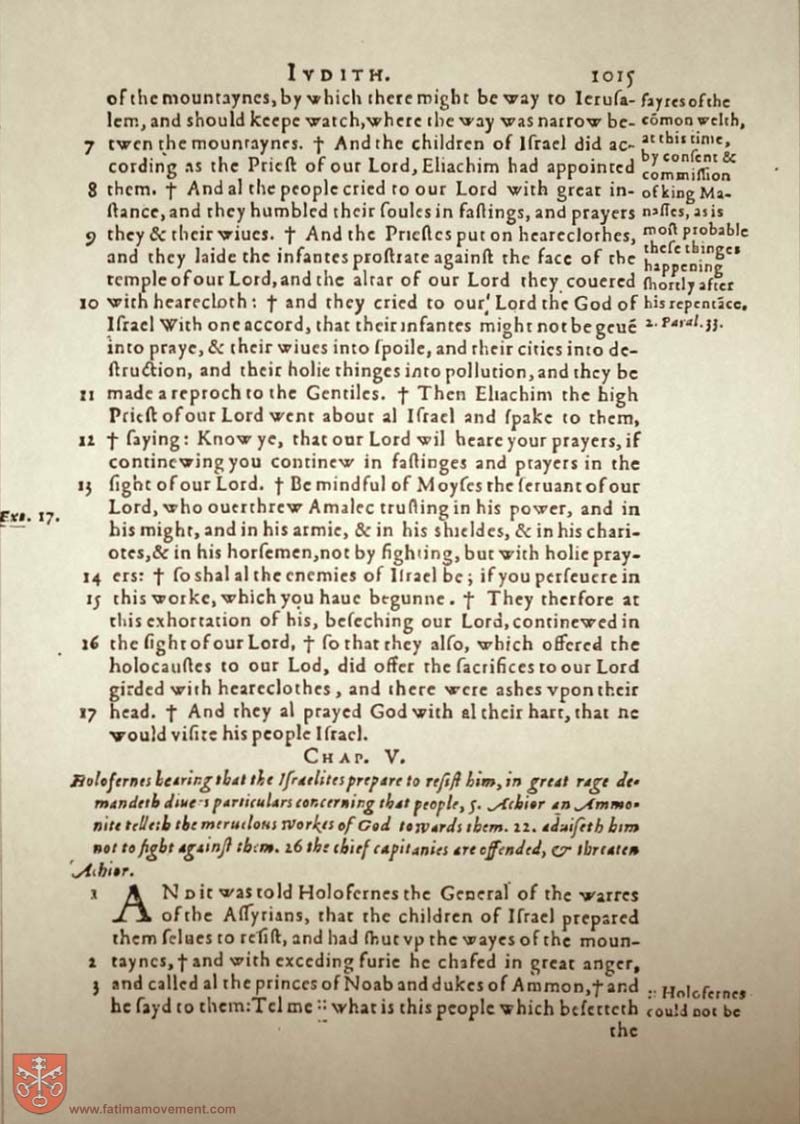 IVDITH. 1015
of the mountaynes, by which there might be way to Ierusa-
lem, and should keepe watch, where the way was narrow be-
7 twen the mountaynes. † And the children of Israel did ac-
cording as the Priest of our Lord, Eliachim had appointed
8 them. † And al the people cried to our Lord with great in-
stance, and they humbled their soules in fastings, and prayers
9 they & their wiues. † And the Priestes put on heareclothes,
and they laide the infantes prostrate against the face of the
temple of our Lord, and the altar of our Lord they couered
10 with hearecloth: † and they cried to our Lord the God of
Israel With one accord, that their infantes might not be geuē
into praye, & their wiues into spoile, and their cities into de-
struction, and their holie thinges into pollution, and they be
11 made a reproch to the Gentiles. † Then Eliachim the high
Priest of our Lord went about al Israel and spake to them,
12 † saying: Know ye, that our Lord wil heare your prayers, if
continewing you continew in fastinges and prayers in the
13 sight of our Lord. † Be mindful of Moyses the seruant of our
Lord, who ouerthrew Amalec trusting in his power, and in
his might, and in his armie, & in his shieldes, & in his chari-
otes, & in his horsemen, not by fighting, but with holie pray-
14 ers: † so shal al the enemies of Israel be; if you perseuere in
15 this worke, which you haue begunne. † They therfore at
this exhortation of his, beseching our Lord, continewed in
16 the sight of our Lord, † so that they also, which offered the
holocaustes to our Lod, did offer the sacrifices to our Lord
girded with heareclothes, and there were ashes vpon their
17 head. † And they al prayed God with al their hart, that he
would visite his people Israel.
sayres of the
cōmon welth,
at this time,
by consent &
commission
of king Ma-
nasses, as is
most probable
these thinges
happening
shortly after
his repentāce.
2. Paral. 33.
Exo. 17.
CHAP. V.
Holofernes hearing that the Israelites prepare to resist him, in great rage de-
mandeth diuers particulars concerning that people, 5. Achior an Ammo-
nite telleth the meruelous workes of God towards them. 22. aduiseth him
not to fight against them. 26 the chief capitanies are offended, & threaten
Achior.
1 AND it was told Holofernes the General of the warres
of the Assyrians, that the children of Israel prepared
them selues to resist, and had shut vp the wayes of the moun-
2 taynes, † and with exceding furie he chafed in great anger,
3 and called al the princes of Noab and dukes of Ammon, † and
he sayd to them: Tel me :: what is this people which besetteth
the
:: Holofernes
could not be
www.fatimamovement.com